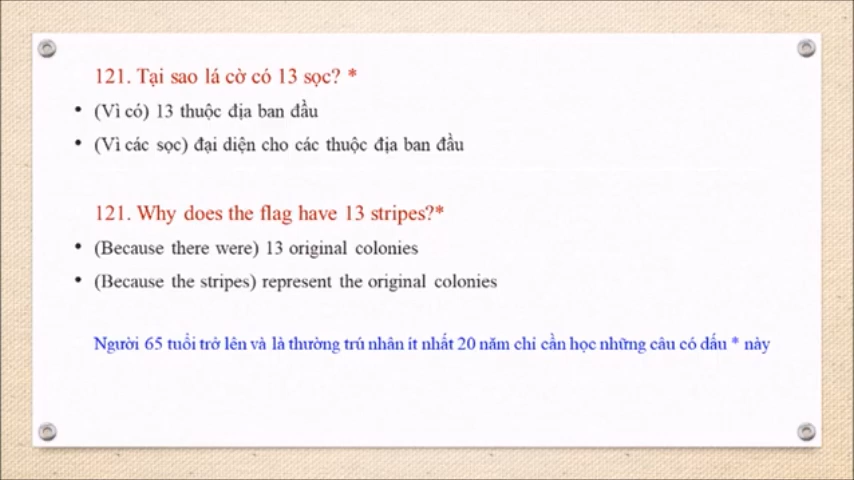 121. Tại sao lá cờ có 13 sọc? *
• (Vì có) 13 thuộc địa ban đầu
• (Vì các sọc) đại diện cho các thuộc địa ban đầu
121. Why does the flag have 13 stripes?*
• (Because there were) 13 original colonies
• (Because the stripes) represent the original colonies
Người 65 tuổi trở lên và là thường trú nhân ít nhất 20 năm chỉ cần học những câu có dấu * này